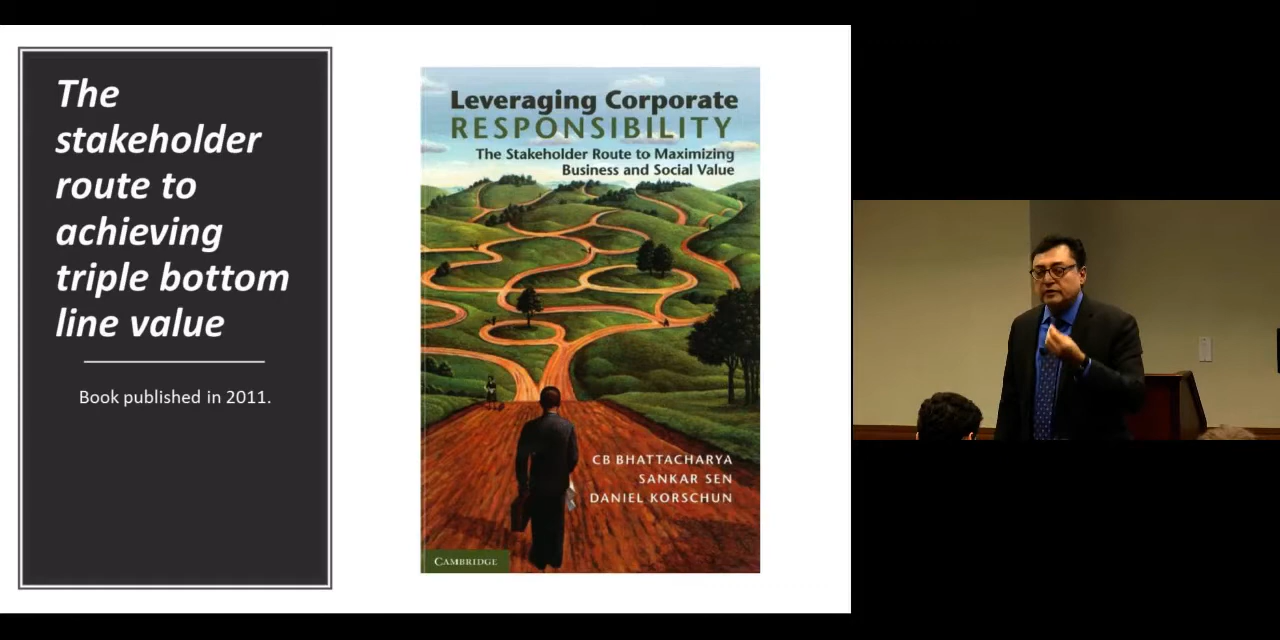 The
stakeholder
route to
achieving
triple bottom
line value
Book published in 2011.
Leveraging Corporate
RESPONSIBILITY
The Stakeholder Route to Maximizing
Business and Social Value
CB BHATTACHARYA
SANKAR SEN
DANIEL KORSCHUN
CAMBRIDGE